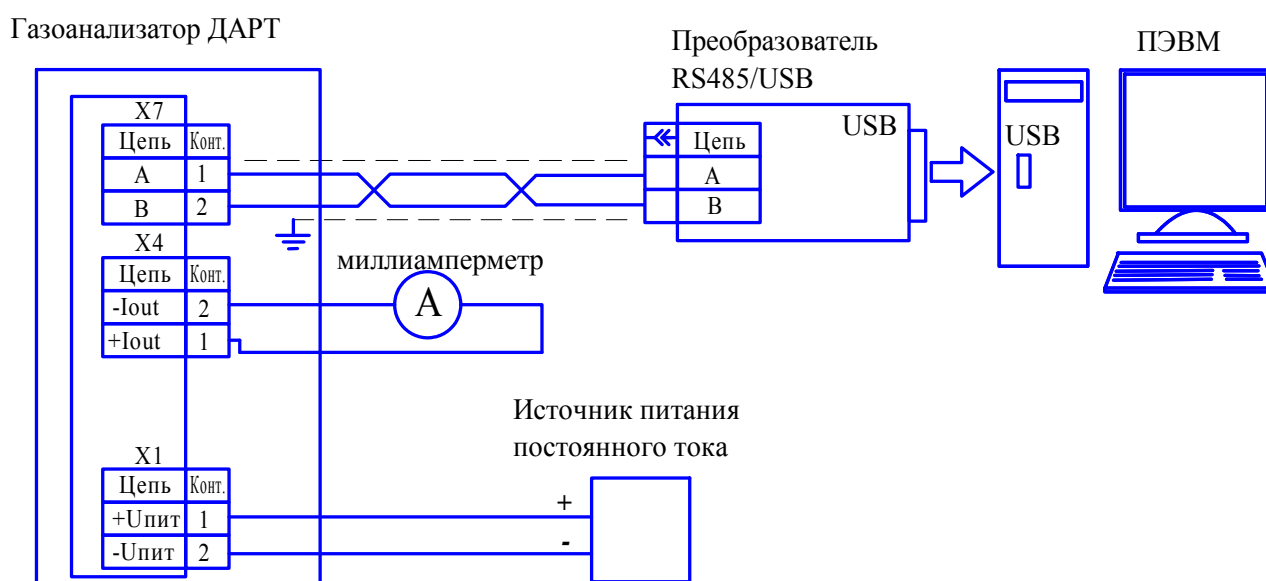 Газоанализатор ДАРТ
Преобразователь
RS485/USB
ПЭВМ
X7
Цепь Конт.
A 1
B 2
X4
Цепь Конт.
-Iout 2
+Iout 1
X1
Цепь Конт.
+Uпит 1
-Uпит 2
миллиамперметр
A
Цепь
A
B
USB
USB
Источник питания
постоянного тока
+
-